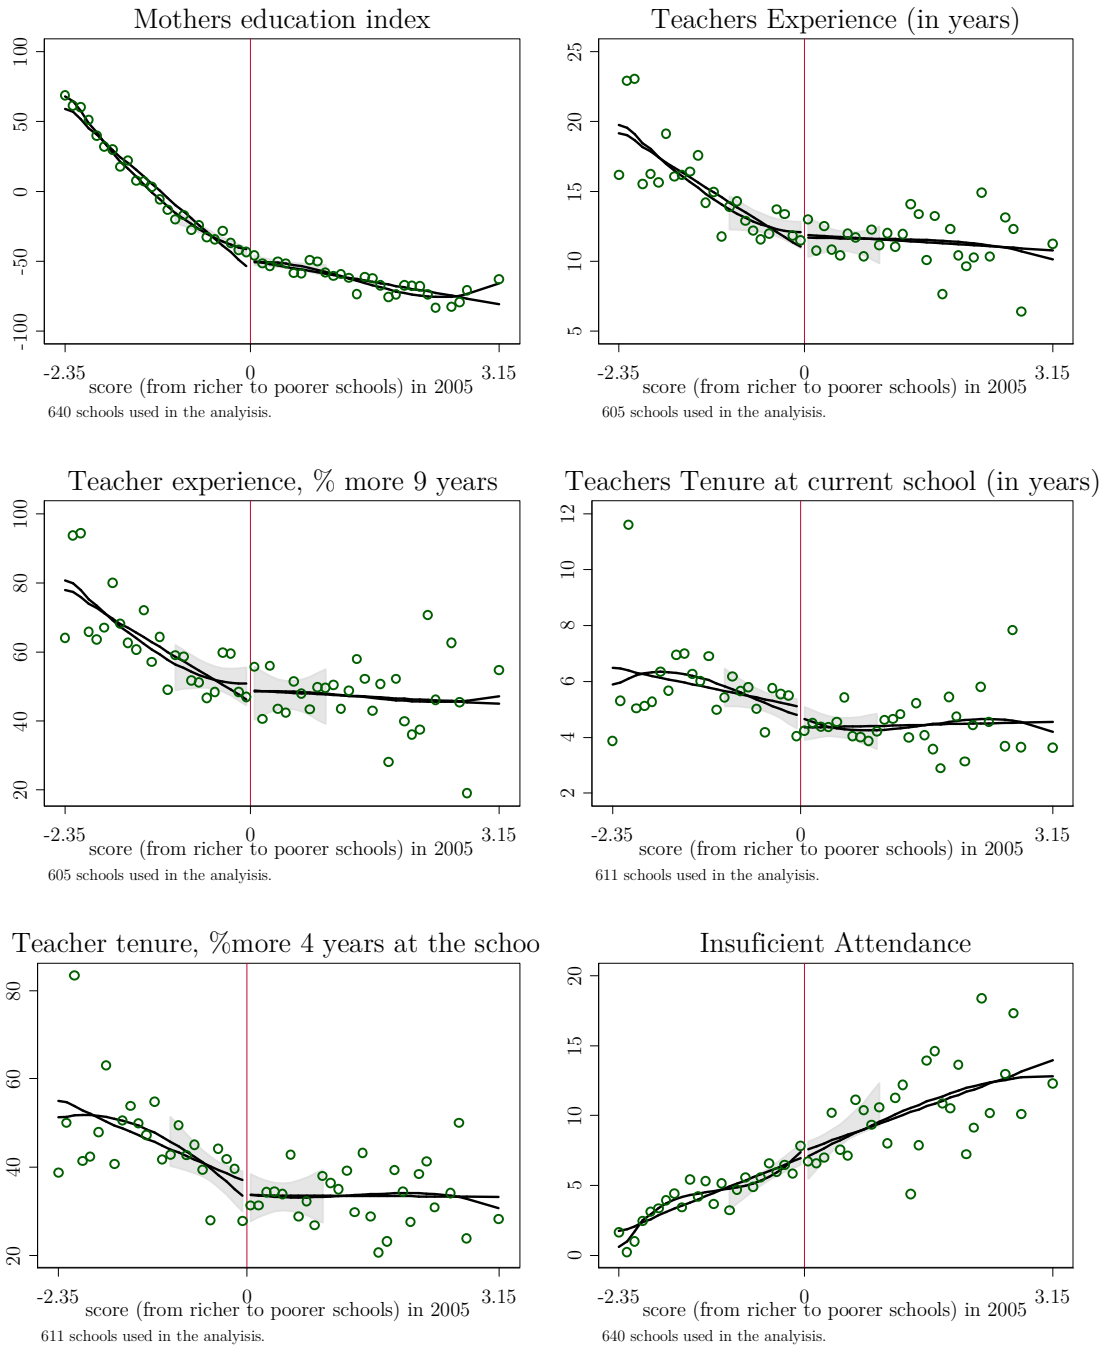 Mothers education index
100
50
0
-50
-100
-2.35 0 3.15
score (from richer to poorer schools) in 2005
640 schools used in the analyisis.
Teachers Experience (in years)
25
20
15
10
5
-2.35 0 3.15
score (from richer to poorer schools) in 2005
605 schools used in the analyisis.
Teacher experience, % more 9 years
100
80
60
40
20
-2.35 0 3.15
score (from richer to poorer schools) in 2005
605 schools used in the analyisis.
Teachers Tenure at current school (in years)
12
10
8
6
4
2
-2.35 0 3.15
score (from richer to poorer schools) in 2005
611 schools used in the analyisis.
Teacher tenure, %more 4 years at the schoo
80
60
40
20
-2.35 0 3.15
score (from richer to poorer schools) in 2005
611 schools used in the analyisis.
Insuficient Attendance
20
15
10
5
0
-2.35 0 3.15
score (from richer to poorer schools) in 2005
640 schools used in the analyisis.